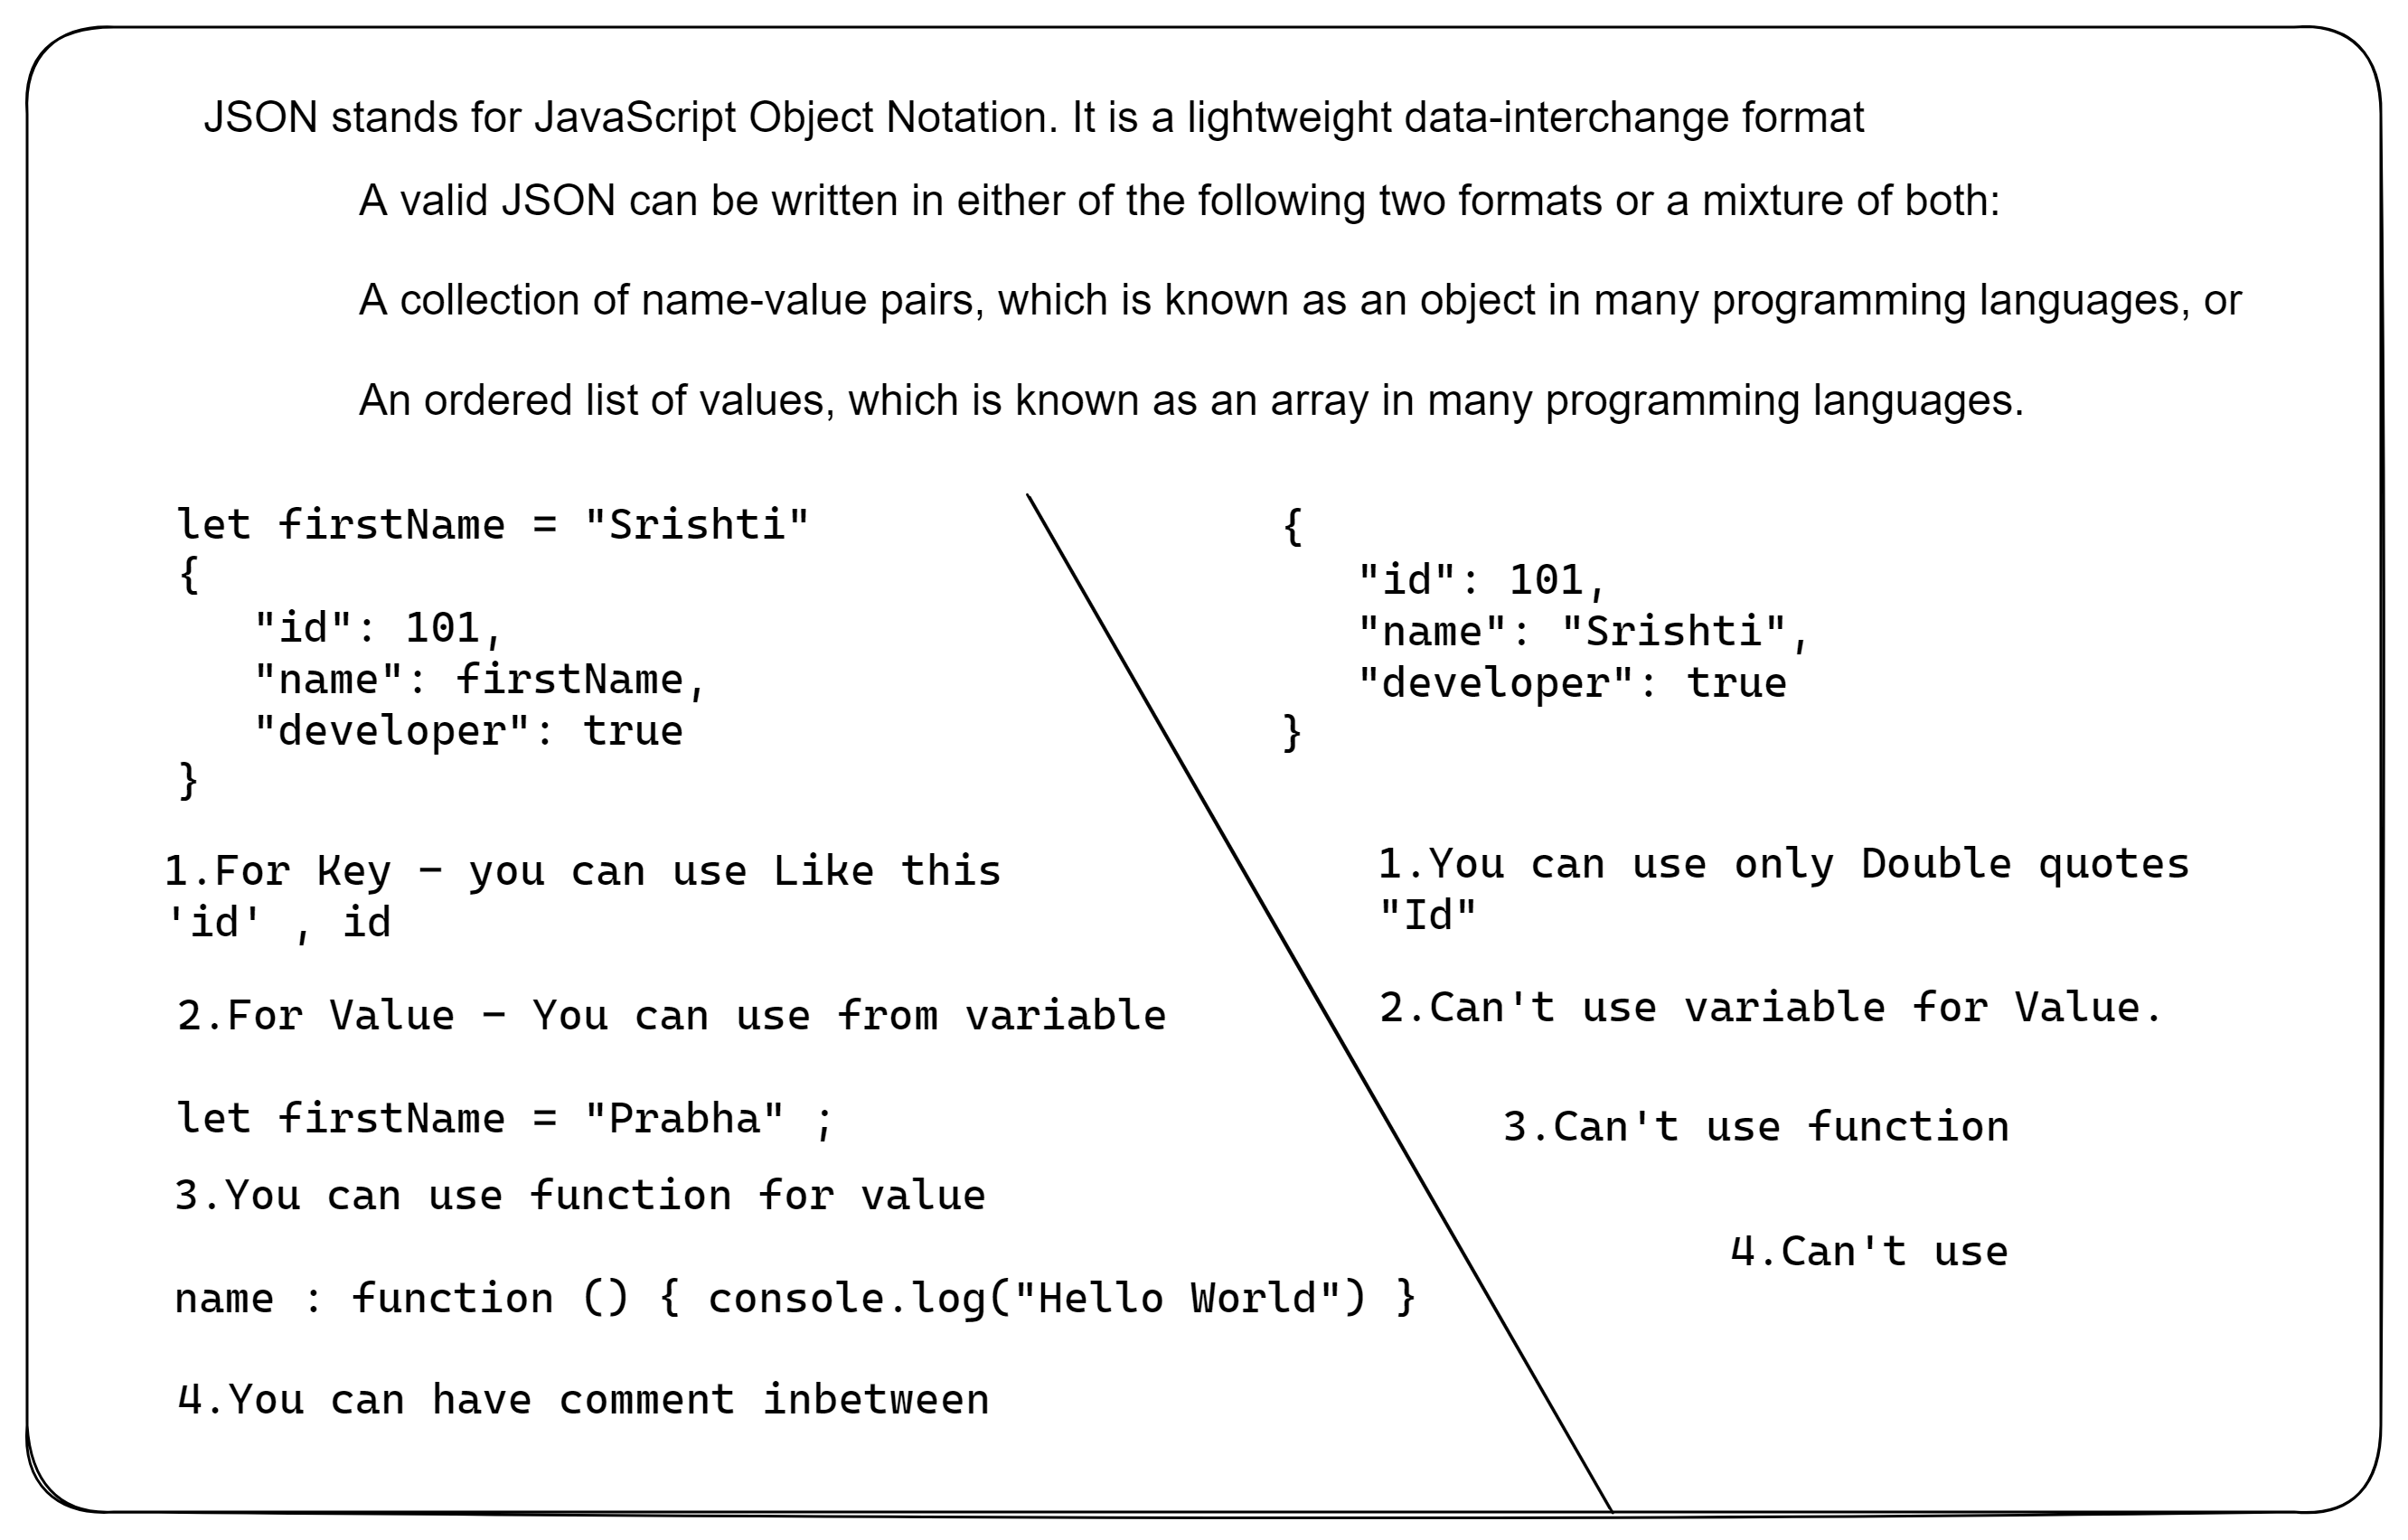 JSON stands for JavaScript Object Notation. It is a lightweight data-interchange format
A valid JSON can be written in either of the following two formats or a mixture of both:
A collection of name-value pairs, which is known as an object in many programming languages, or
An ordered list of values, which is known as an array in many programming languages.
let firstName = "Srishti"
{
"id": 101,
"name": firstName,
"developer": true
}
1.For Key - you can use Like this
'id' , id
2.For Value - You can use from variable
let firstName = "Prabha" ;
3.You can use function for value
name : function () { console.log("Hello World") }
4.You can have comment inbetween
{
"id": 101,
"name": "Srishti",
"developer": true
}
1.You can use only Double quotes
"Id"
2.Can't use variable for Value.
3.Can't use function
4.Can't use